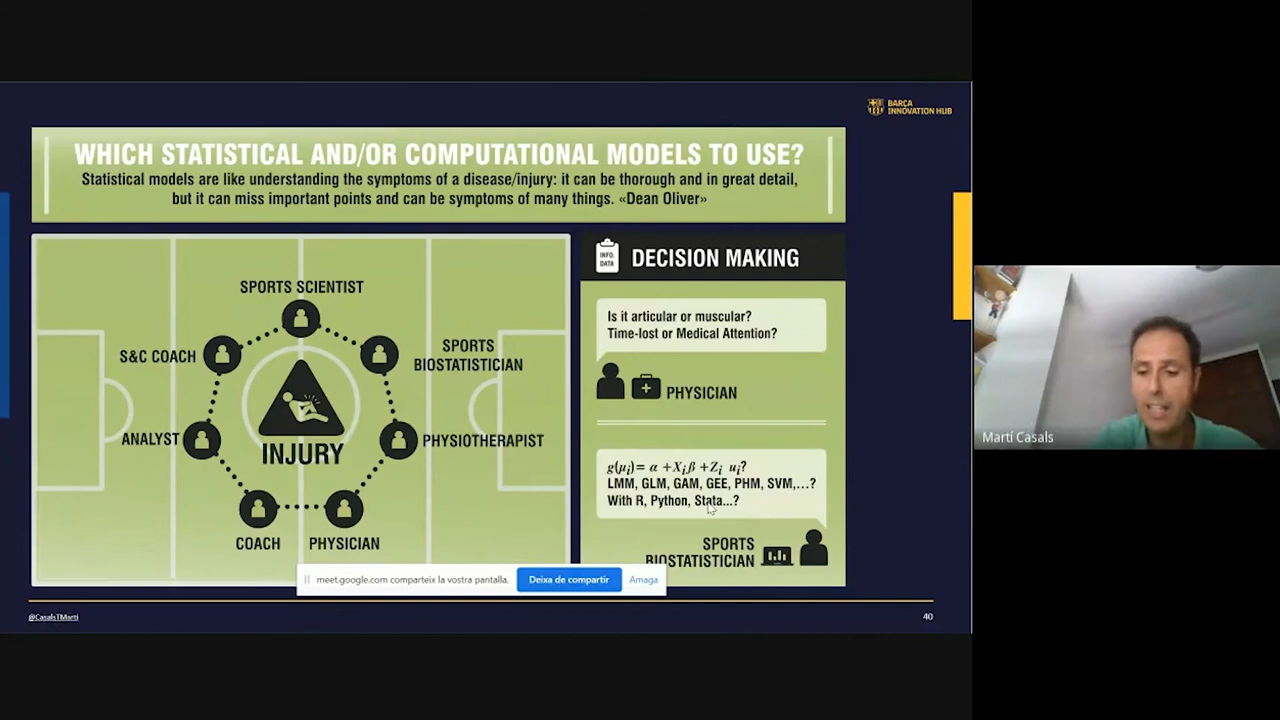 BARÇA
INNOVATION HUB
WHICH STATISTICAL AND/OR COMPUTATIONAL MODELS TO USE?
Statistical models are like understanding the symptoms of a disease/injury: it can be thorough and in great detail,
but it can miss important points and can be symptoms of many things. «Dean Oliver»
SPORTS SCIENTIST
S&C COACH
SPORTS
BIOSTATISTICIAN
ANALYST
PHYSIOTHERAPIST
INJURY
COACH
PHYSICIAN
INFO.
DATA
DECISION MAKING
Is it articular or muscular?
Time-lost or Medical Attention?
PHYSICIAN
g(μᵢ)= α +Xᵢβ +Zᵢ uᵢ?
LMM, GLM, GAM, GEE, PHM, SVM,...?
With R, Python, Stata...?
SPORTS
BIOSTATISTICIAN
meet.google.com comparteix la vostra pantalla.
Deixa de compartir
Amaga
@CasalsTMarti
40
Martí Casals